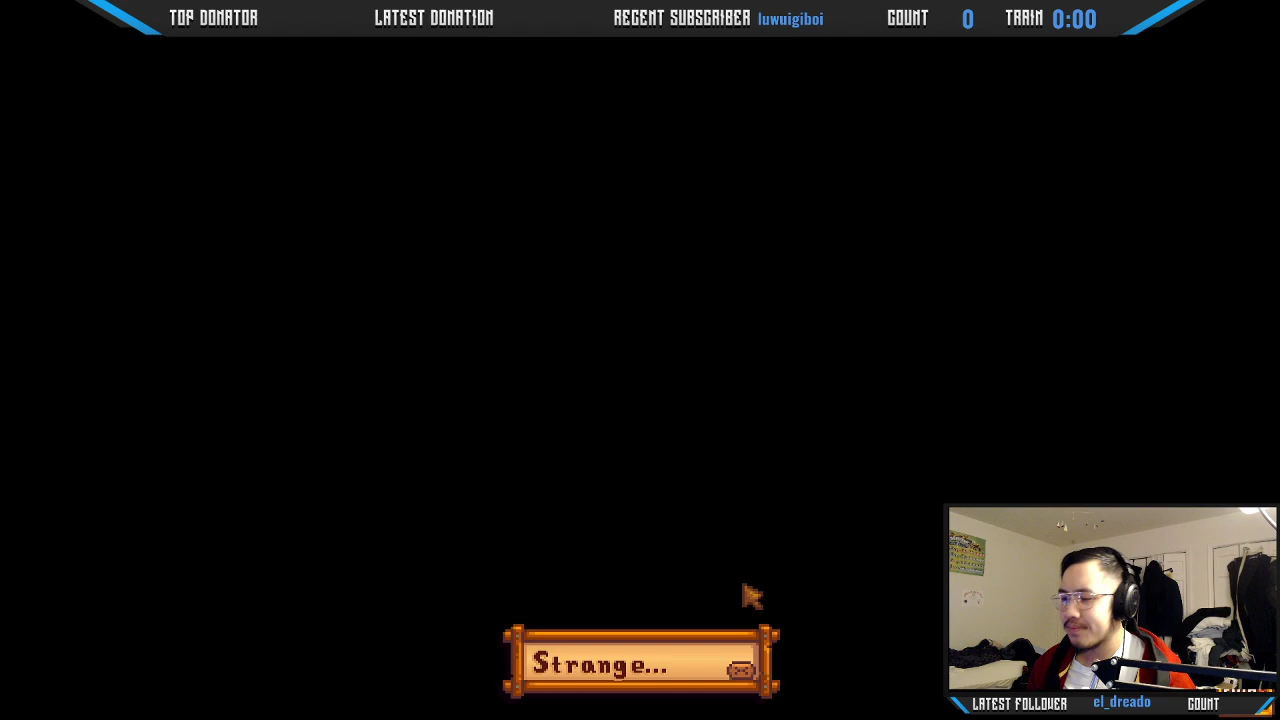 TOP DONATOR LATEST DONATION RECENT SUBSCRIBER luwuigiboi COUNT 0 TRAIN 0:00
Strange...
LATEST FOLLOWER el_dreado COUNT